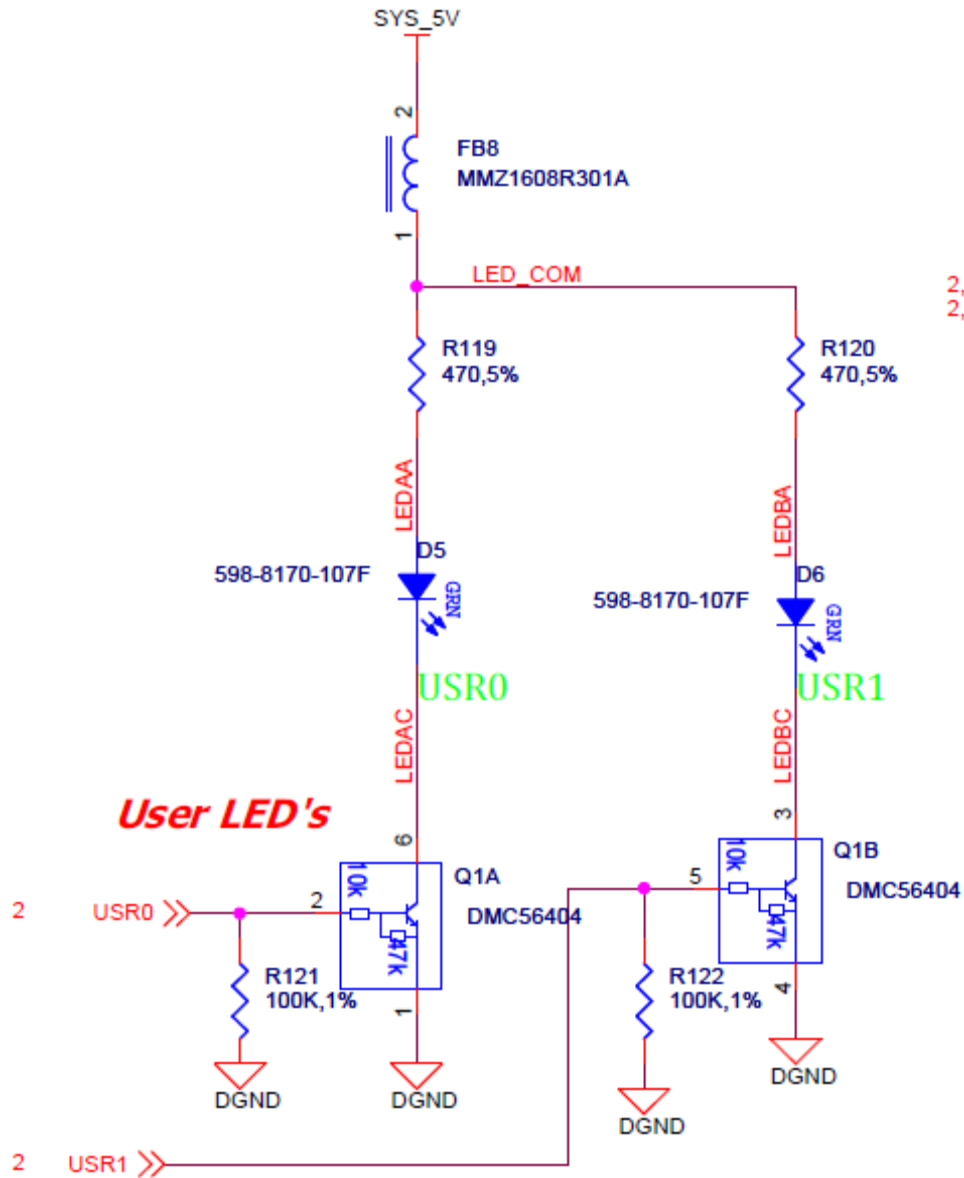 SYS_5V
2
FB8
MMZ1608R301A
1
LED_COM
2,
2,
R119
470,5%
R120
470,5%
LEDAA
LEDBA
D5
598-8170-107F
GRN
D6
598-8170-107F
GRN
USR0
USR1
LEDAC
LEDBC
User LED's
6
3
10k
Q1A
DMC56404
47k
10k
Q1B
DMC56404
47k
2
USR0
2
5
R121
100K,1%
1
R122
100K,1%
4
DGND
DGND
DGND
DGND
2
USR1